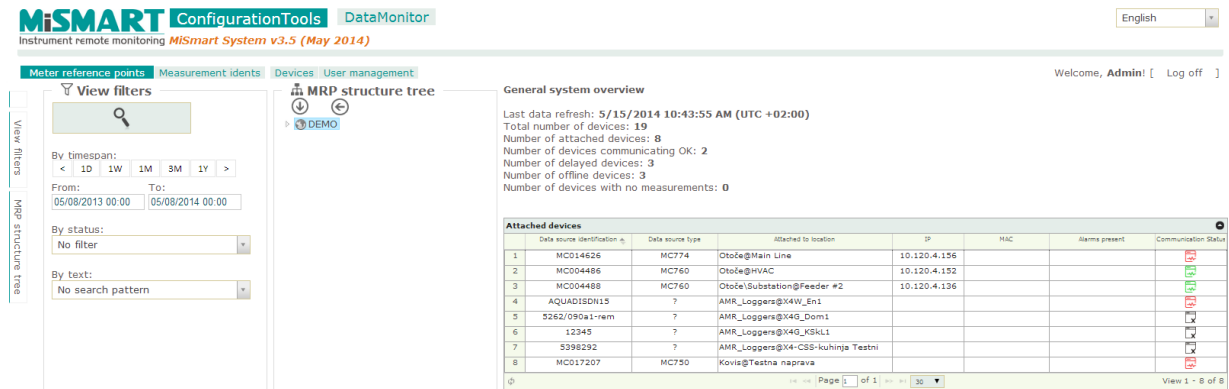 MiSMART ConfigurationTools DataMonitor English
Instrument remote monitoring MiSmart System v3.5 (May 2014)
Meter reference points Measurement idents Devices User management Welcome, Admin! [ Log off ]
View filters
MRP structure tree
View filters
By timespan:
< 1D 1W 1M 3M 1Y >
From: To:
05/08/2013 00:00 05/08/2014 00:00
By status:
No filter
By text:
No search pattern
MRP structure tree
DEMO
General system overview
Last data refresh: 5/15/2014 10:43:55 AM (UTC +02:00)
Total number of devices: 19
Number of attached devices: 8
Number of devices communicating OK: 2
Number of delayed devices: 3
Number of offline devices: 3
Number of devices with no measurements: 0
Attached devices
Data source identification Data source type Attached to location IP MAC Alarms present Communication Status
1 MC014626 MC774 Otoče@Main Line 10.120.4.156
2 MC004486 MC760 Otoče@HVAC 10.120.4.152
3 MC004488 MC760 Otoče\Substation@Feeder #2 10.120.4.136
4 AQUADISDN15 ? AMR_Loggers@X4W_En1
5 5262/090a1-rem ? AMR_Loggers@X4G_Dom1
6 12345 ? AMR_Loggers@X4G_KSkL1
7 5398292 ? AMR_Loggers@X4-CSS-kuhinja Testni
8 MC017207 MC750 Kovis@Testna naprava
Page 1 of 1 30 View 1 - 8 of 8